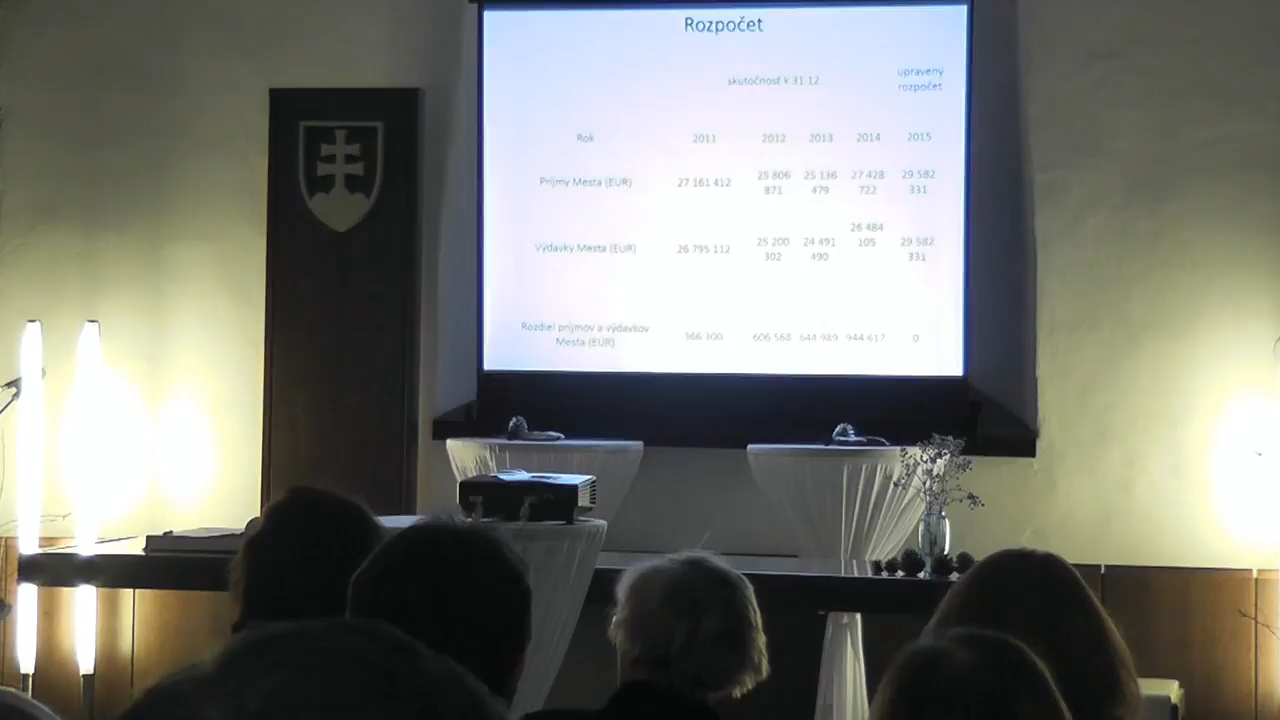 Rozpočet
skutočnosť k 31.12
upravený
rozpočet
Rok 2011 2012 2013 2014 2015
Príjmy Mesta (EUR) 27 161 412 25 806 871 25 136 479 27 428 722 29 582 331
Výdavky Mesta (EUR) 26 795 112 25 200 302 24 491 490 26 484 105 29 582 331
Rozdiel príjmov a výdavkov
Mesta (EUR) 366 300 606 568 644 989 944 617 0